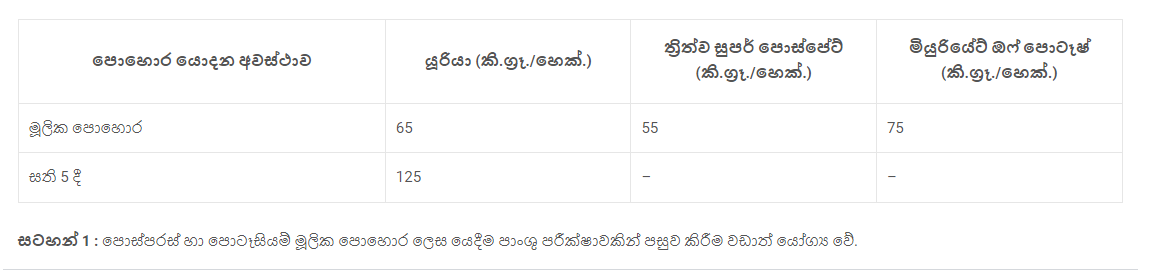 පොහොර යොදන අවස්ථාව
යූරියා (කි.ග්‍රෑ./හෙක්.)
ත්‍රිත්ව සුපර් පොස්පේට්
(කි.ග්‍රෑ./හෙක්.)
මියුරියේට් ඔෆ් පොටෑෂ්
(කි.ග්‍රෑ./හෙක්.)
මූලික පොහොර 65 55 75
සති 5 දී 125 – –
සටහන් 1 : පොස්පරස් හා පොටෑසියම් මූලික පොහොර ලෙස යෙදීම පාංශු පරීක්ෂාවකින් පසුව කිරීම වඩාත් යෝග්‍ය වේ.